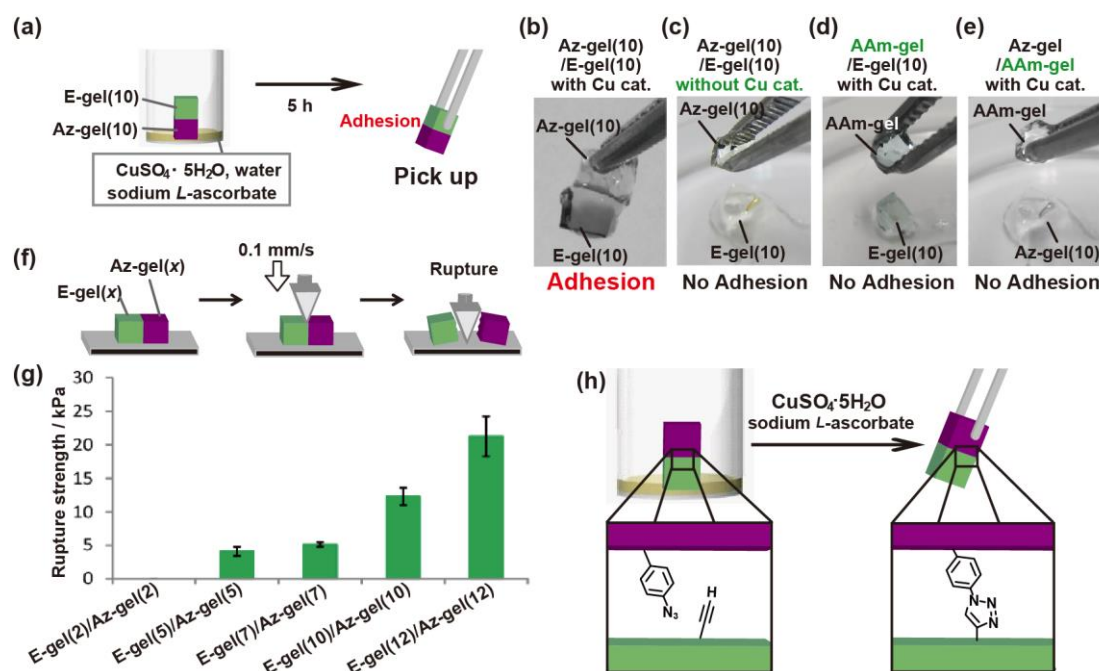 (a)
E-gel(10)
Az-gel(10)
5 h
Adhesion
Pick up
CuSO₄· 5H₂O, water
sodium L-ascorbate
(b)
Az-gel(10)
/E-gel(10)
with Cu cat.
Az-gel(10)
E-gel(10)
Adhesion
(c)
Az-gel(10)
/E-gel(10)
without Cu cat.
Az-gel(10)
E-gel(10)
No Adhesion
(d)
AAm-gel
/E-gel(10)
with Cu cat.
AAm-gel
E-gel(10)
No Adhesion
(e)
Az-gel
/AAm-gel
with Cu cat.
AAm-gel
Az-gel(10)
No Adhesion
(f)
Az-gel(x)
E-gel(x)
0.1 mm/s
Rupture
(g)
Rupture strength / kPa
30
25
20
15
10
5
0
E-gel(2)/Az-gel(2)
E-gel(5)/Az-gel(5)
E-gel(7)/Az-gel(7)
E-gel(10)/Az-gel(10)
E-gel(12)/Az-gel(12)
(h)
CuSO₄·5H₂O
sodium L-ascorbate
N₃
H
N
N
N